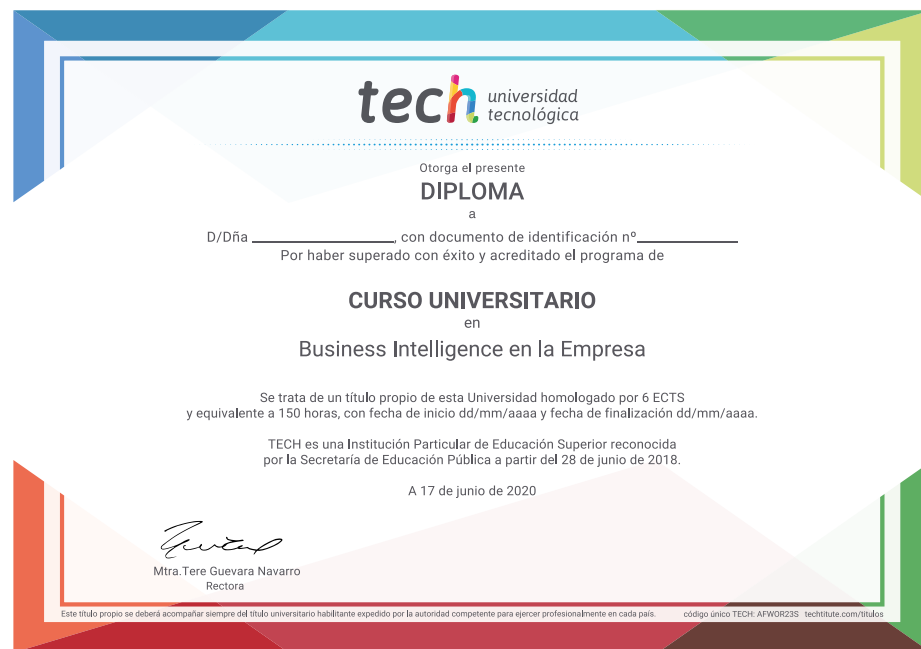 tech universidad
tecnológica
Otorga el presente
DIPLOMA
a
D/Dña ________________, con documento de identificación nº____________
Por haber superado con éxito y acreditado el programa de
CURSO UNIVERSITARIO
en
Business Intelligence en la Empresa
Se trata de un título propio de esta Universidad homologado por 6 ECTS
y equivalente a 150 horas, con fecha de inicio dd/mm/aaaa y fecha de finalización dd/mm/aaaa.
TECH es una Institución Particular de Educación Superior reconocida
por la Secretaría de Educación Pública a partir del 28 de junio de 2018.
A 17 de junio de 2020
Mtra.Tere Guevara Navarro
Rectora
Este título propio se deberá acompañar siempre del título universitario habilitante expedido por la autoridad competente para ejercer profesionalmente en cada país. código único TECH: AFWOR23S techtitute.com/titulos